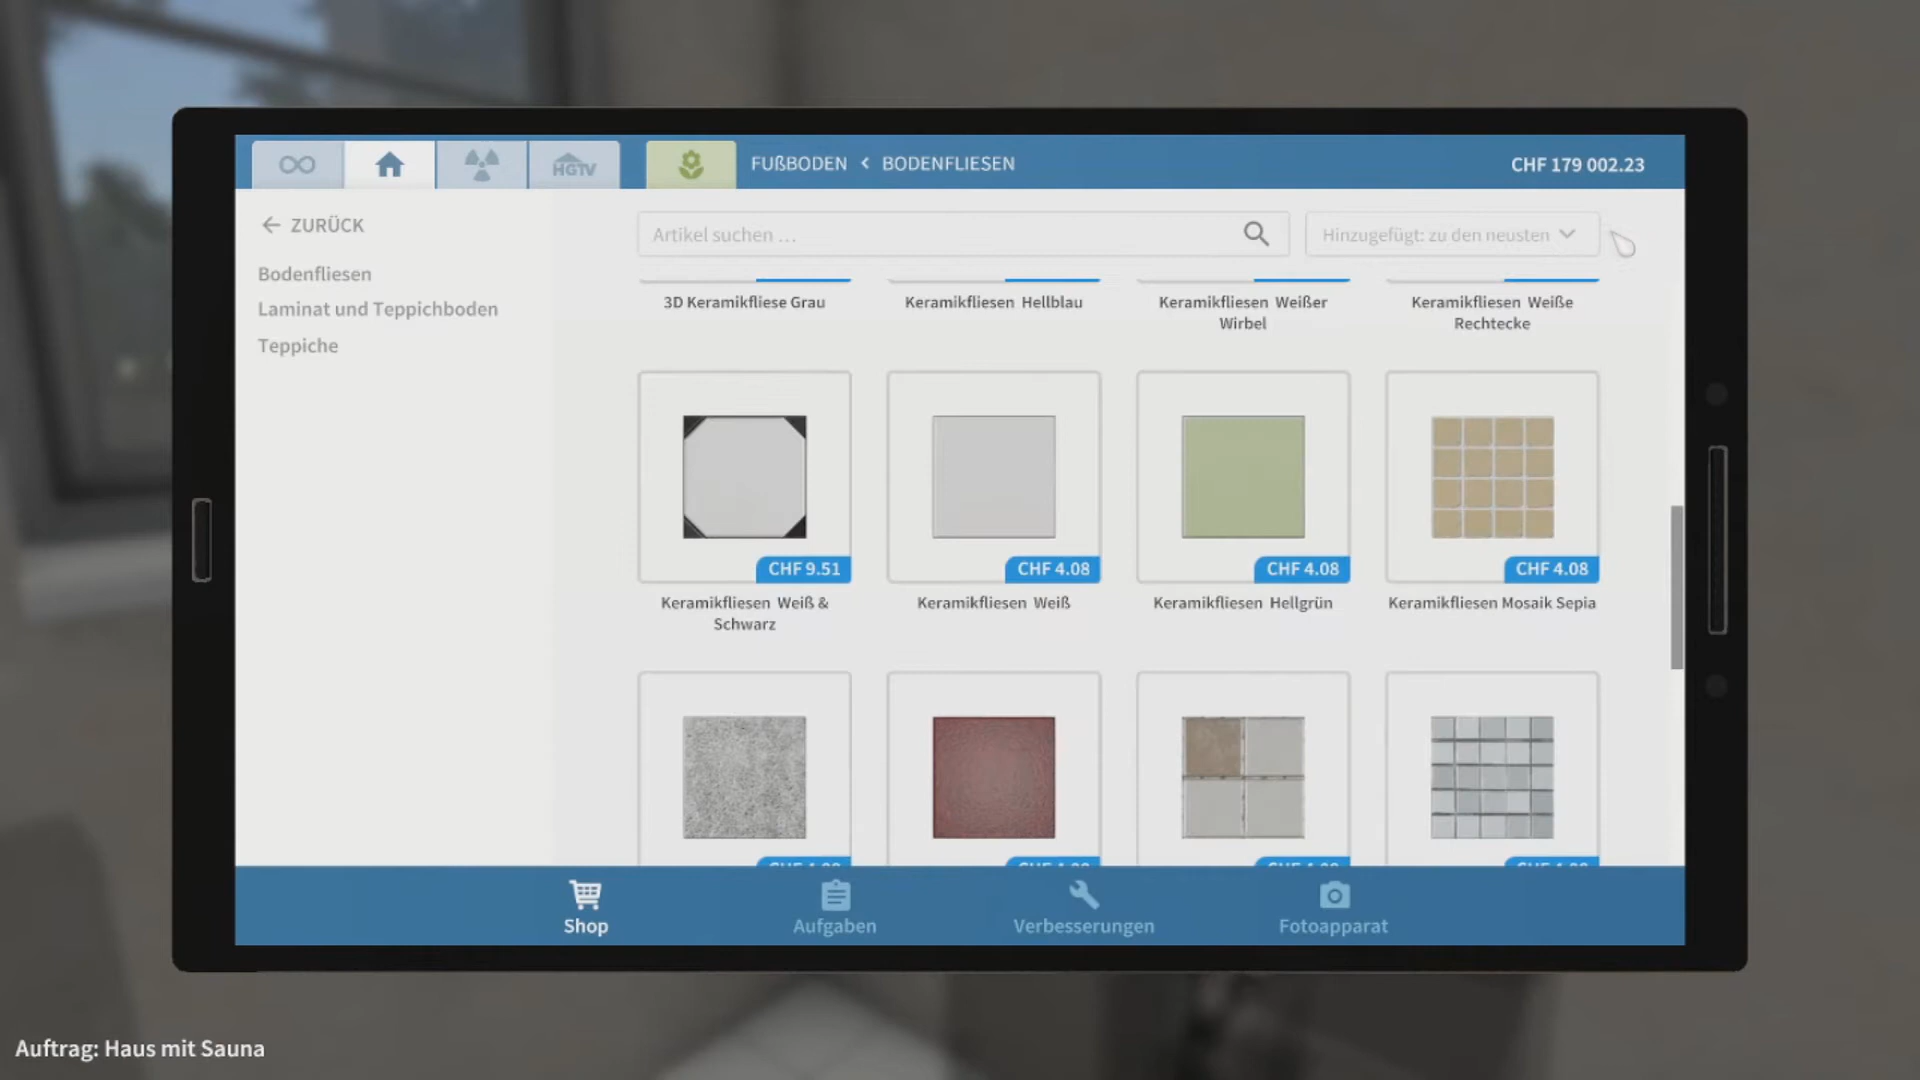 HGTV
FUßBODEN < BODENFLIESEN
CHF 179 002.23
ZURÜCK
Bodenfliesen
Laminat und Teppichboden
Teppiche
Artikel suchen ...
Hinzugefügt: zu den neusten
3D Keramikfliese Grau
Keramikfliesen Hellblau
Keramikfliesen Weißer
Wirbel
Keramikfliesen Weiße
Rechtecke
CHF 9.51
CHF 4.08
CHF 4.08
CHF 4.08
Keramikfliesen Weiß &
Schwarz
Keramikfliesen Weiß
Keramikfliesen Hellgrün
Keramikfliesen Mosaik Sepia
Shop
Aufgaben
Verbesserungen
Fotoapparat
Auftrag: Haus mit Sauna